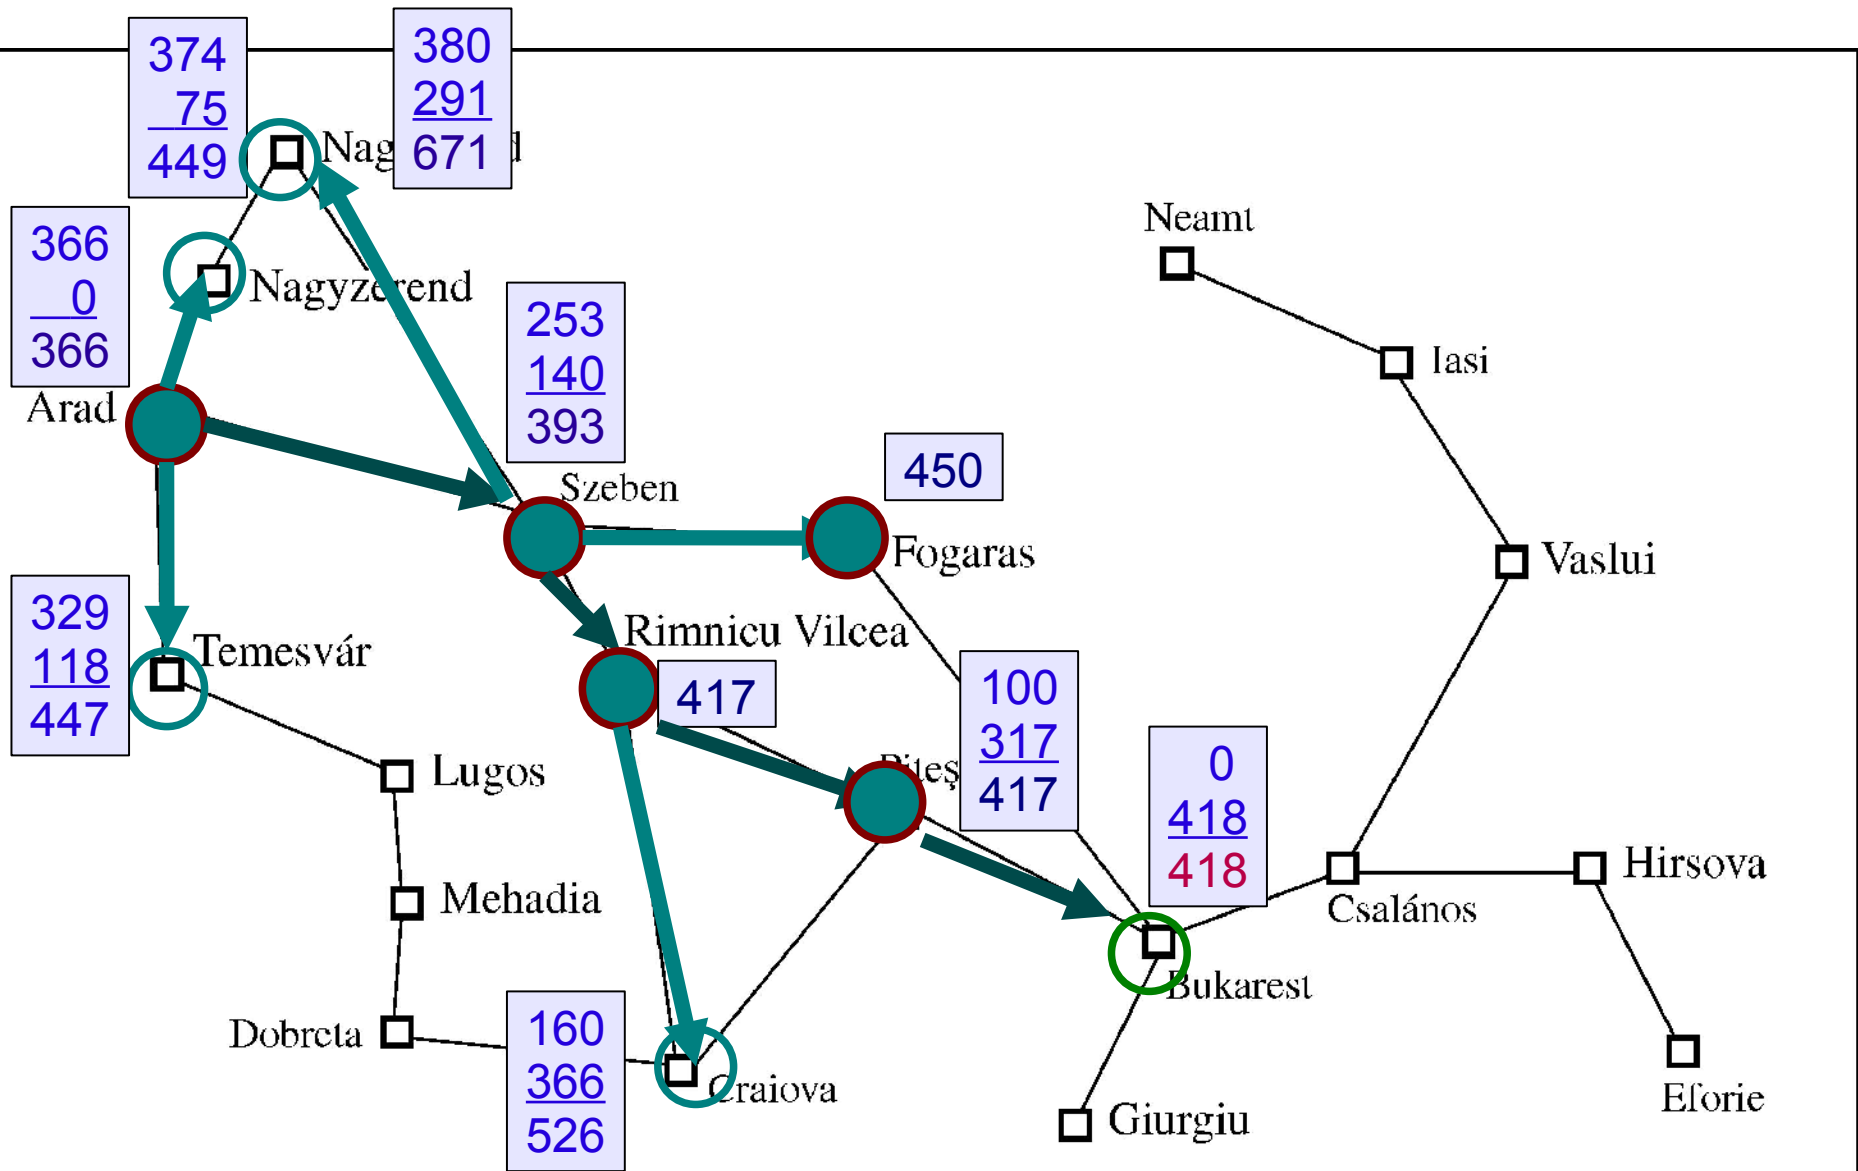 374
75
449
380
291
671
Neamt
366
0
366
Nagyzerend
253
140
393
Iasi
Arad
Szeben
450
Fogaras
Vaslui
329
118
447
Temesvár
Rimnicu Vilcea
417
100
317
417
0
418
418
Lugos
Mehadia
Hirsova
Csalános
Bukarest
Dobreta
160
366
526
Craiova
Giurgiu
Eforie